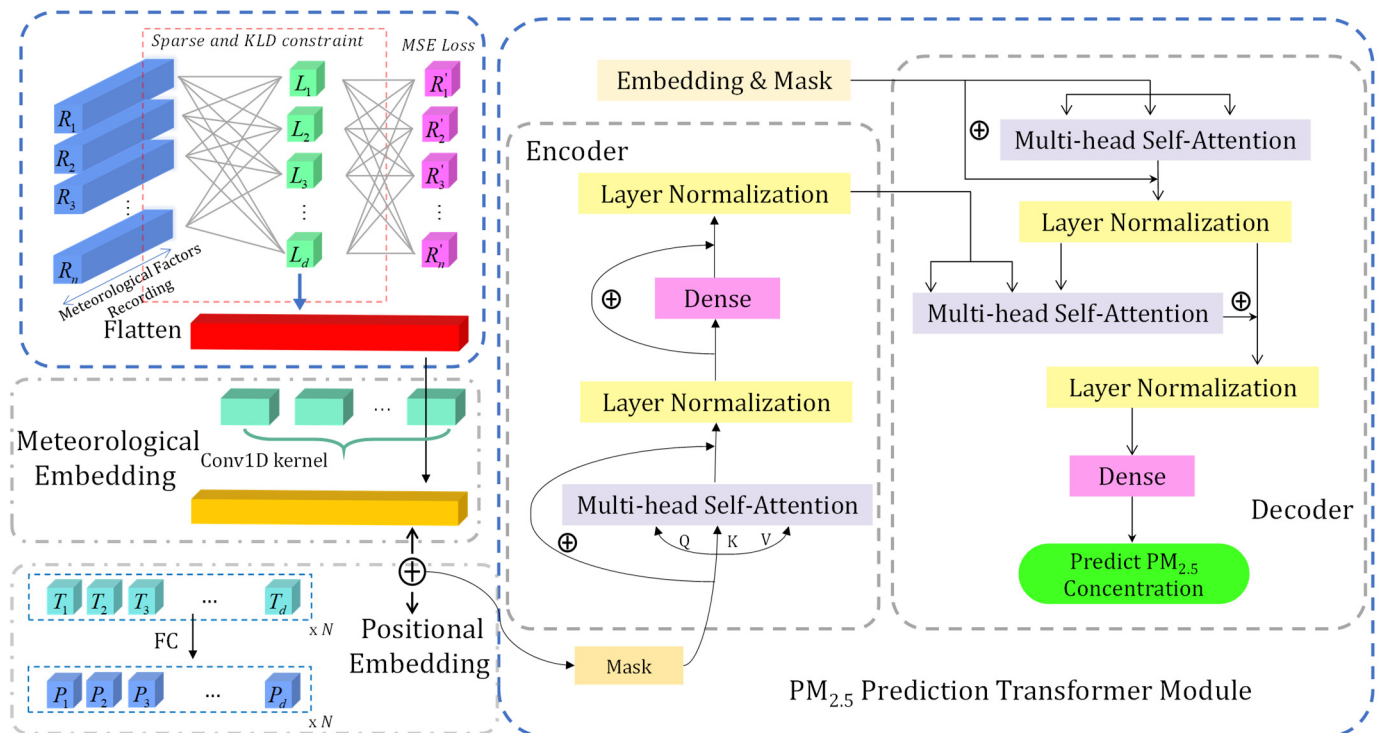 Sparse and KLD constraint
MSE Loss
R1
R2
R3
⋮
Rn
L1
L2
L3
⋮
Ld
R'1
R'2
R'3
⋮
R'n
Meteorological Factors
Recording
Flatten
Meteorological
Embedding
...
Conv1D kernel
T1 T2 T3 ... Td
x N
FC
P1 P2 P3 ... Pd
x N
Positional
Embedding
Mask
Encoder
Layer Normalization
Dense
Layer Normalization
Multi-head Self-Attention
Q K V
Embedding & Mask
Multi-head Self-Attention
Layer Normalization
Multi-head Self-Attention
Layer Normalization
Dense
Decoder
Predict PM2.5
Concentration
PM2.5 Prediction Transformer Module